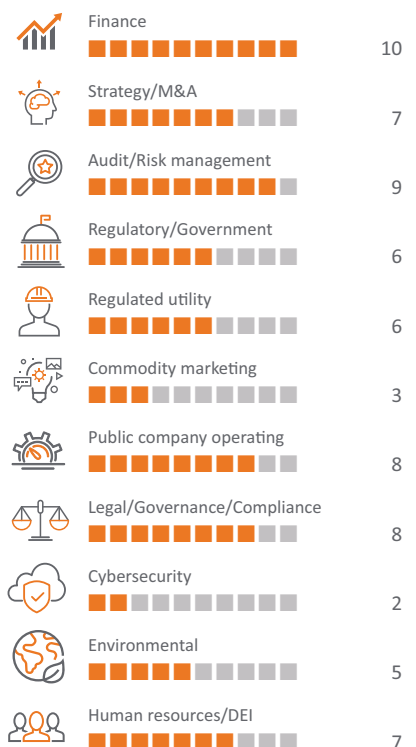 Finance
10
Strategy/M&A
7
Audit/Risk management
9
Regulatory/Government
6
Regulated utility
6
Commodity marketing
3
Public company operating
8
Legal/Governance/Compliance
8
Cybersecurity
2
Environmental
5
Human resources/DEI
7